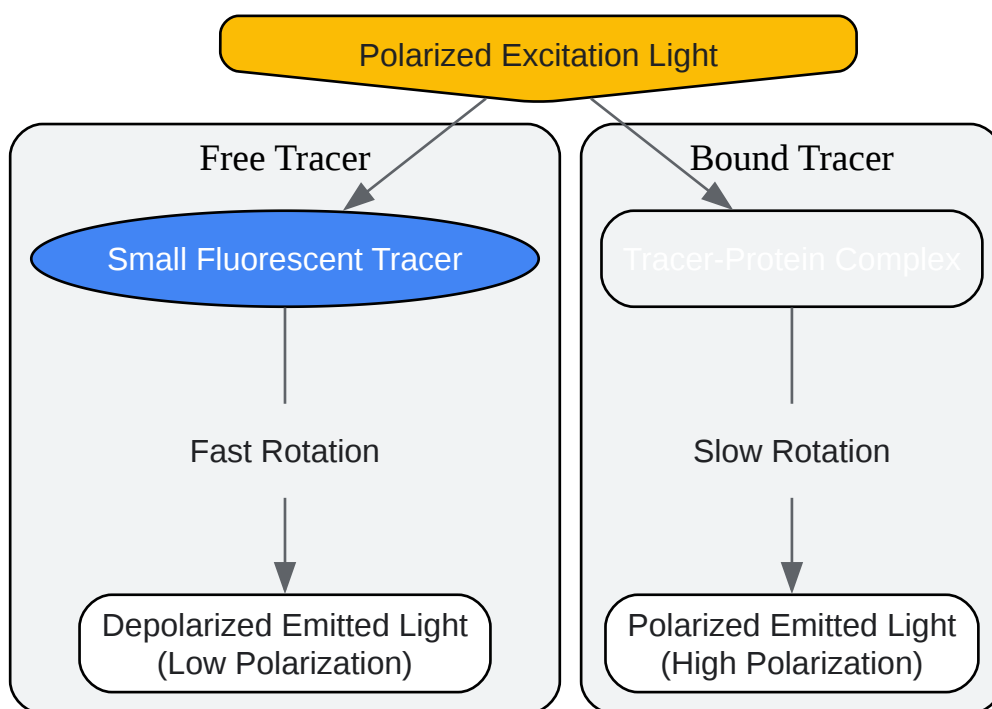 Polarized Excitation Light
Free Tracer
Small Fluorescent Tracer
Fast Rotation
Depolarized Emitted Light
(Low Polarization)
Bound Tracer
Tracer-Protein Complex
Slow Rotation
Polarized Emitted Light
(High Polarization)